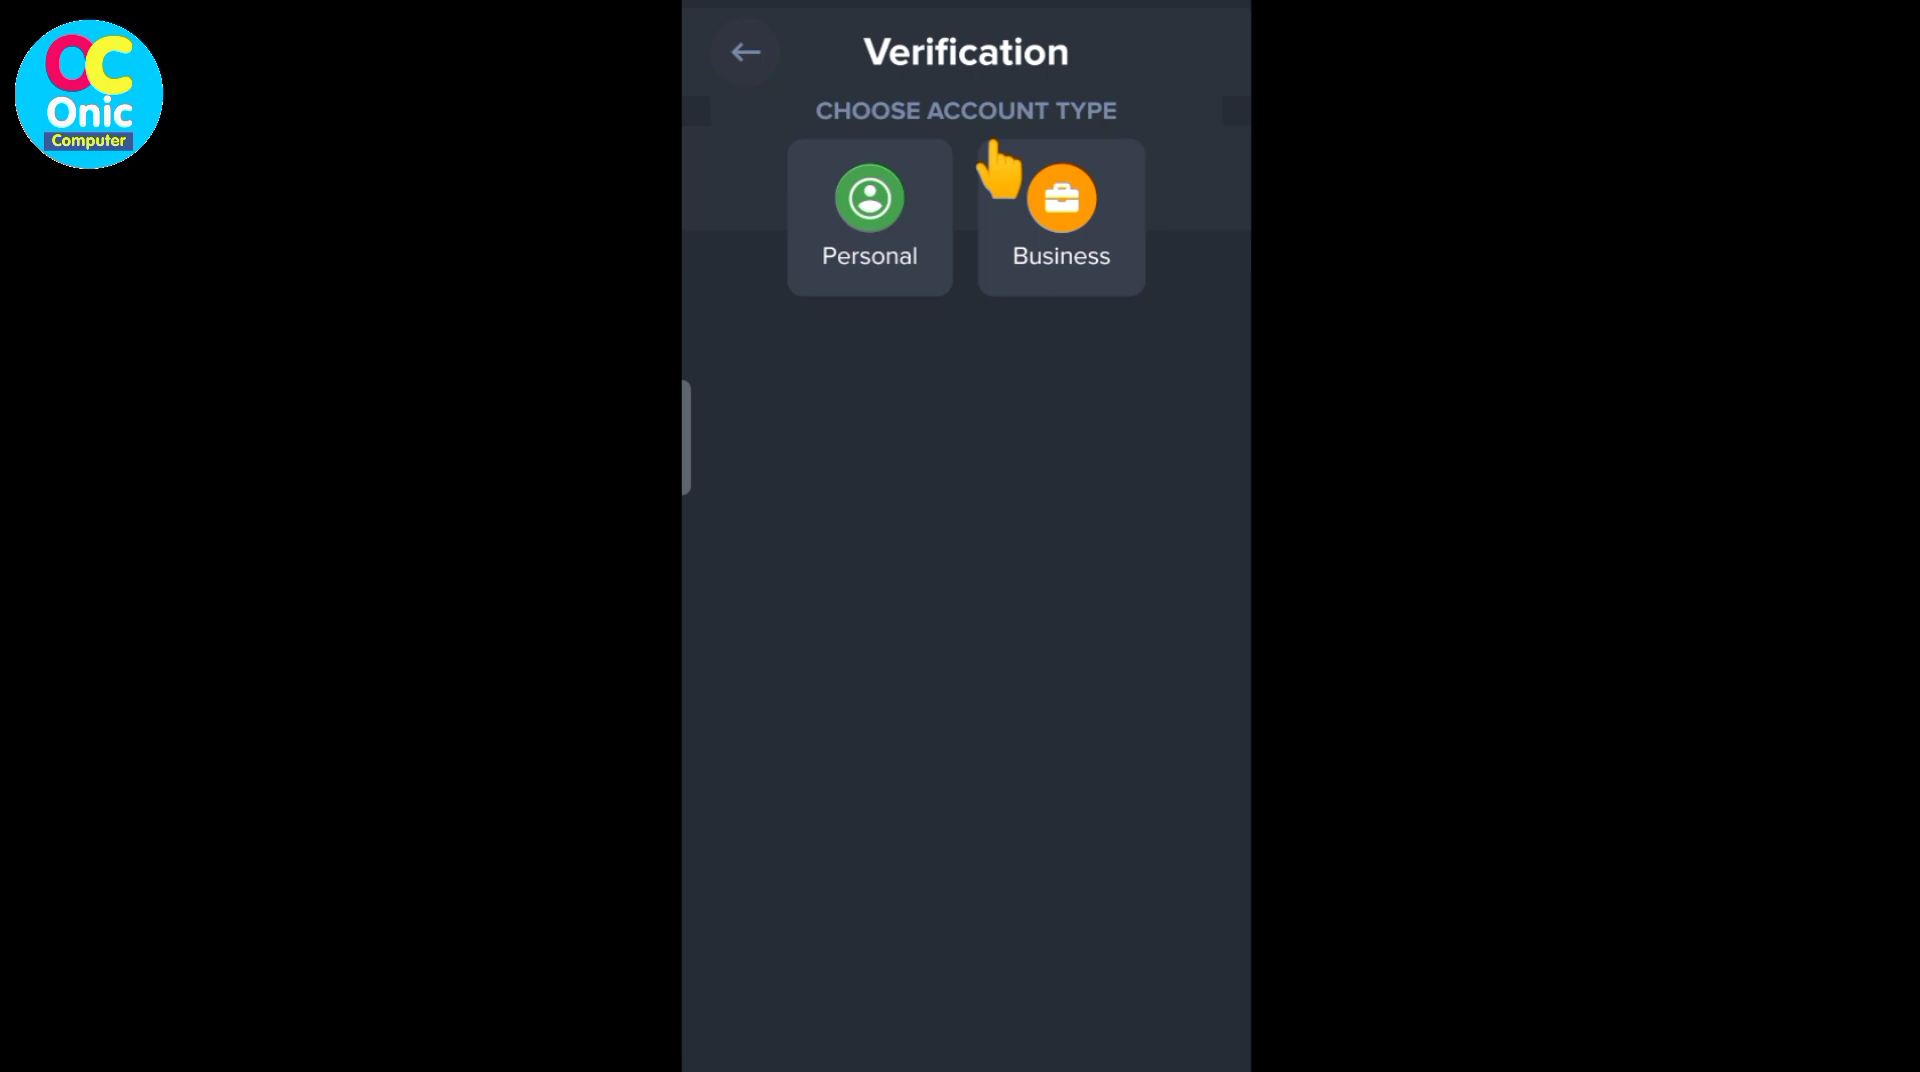 OC
Onic
Computer
Verification
CHOOSE ACCOUNT TYPE
Personal
Business